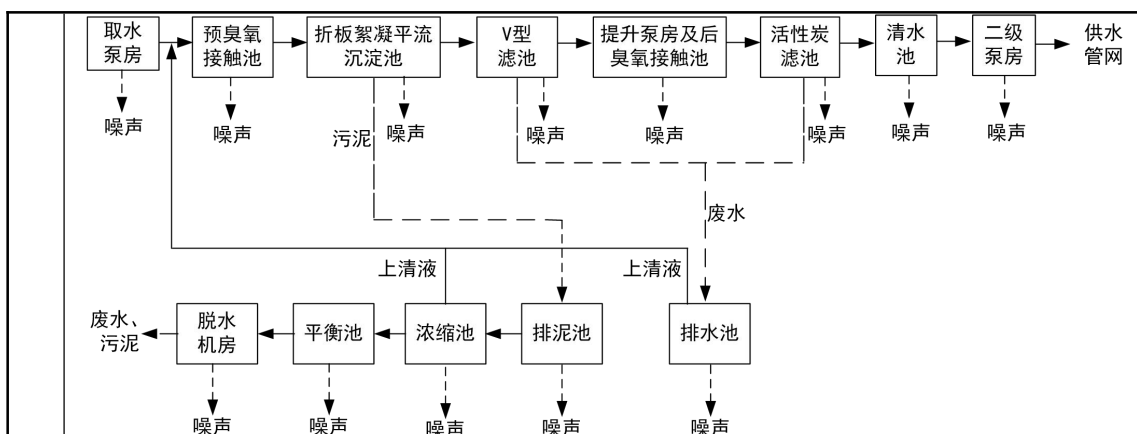 取水
泵房
预臭氧
接触池
折板絮凝平流
沉淀池
V型
滤池
提升泵房及后
臭氧接触池
活性炭
滤池
清水
池
二级
泵房
供水
管网
噪声
噪声
噪声
噪声
噪声
噪声
噪声
噪声
污泥
废水
上清液
上清液
废水、
污泥
脱水
机房
平衡池
浓缩池
排泥池
排水池
噪声
噪声
噪声
噪声
噪声